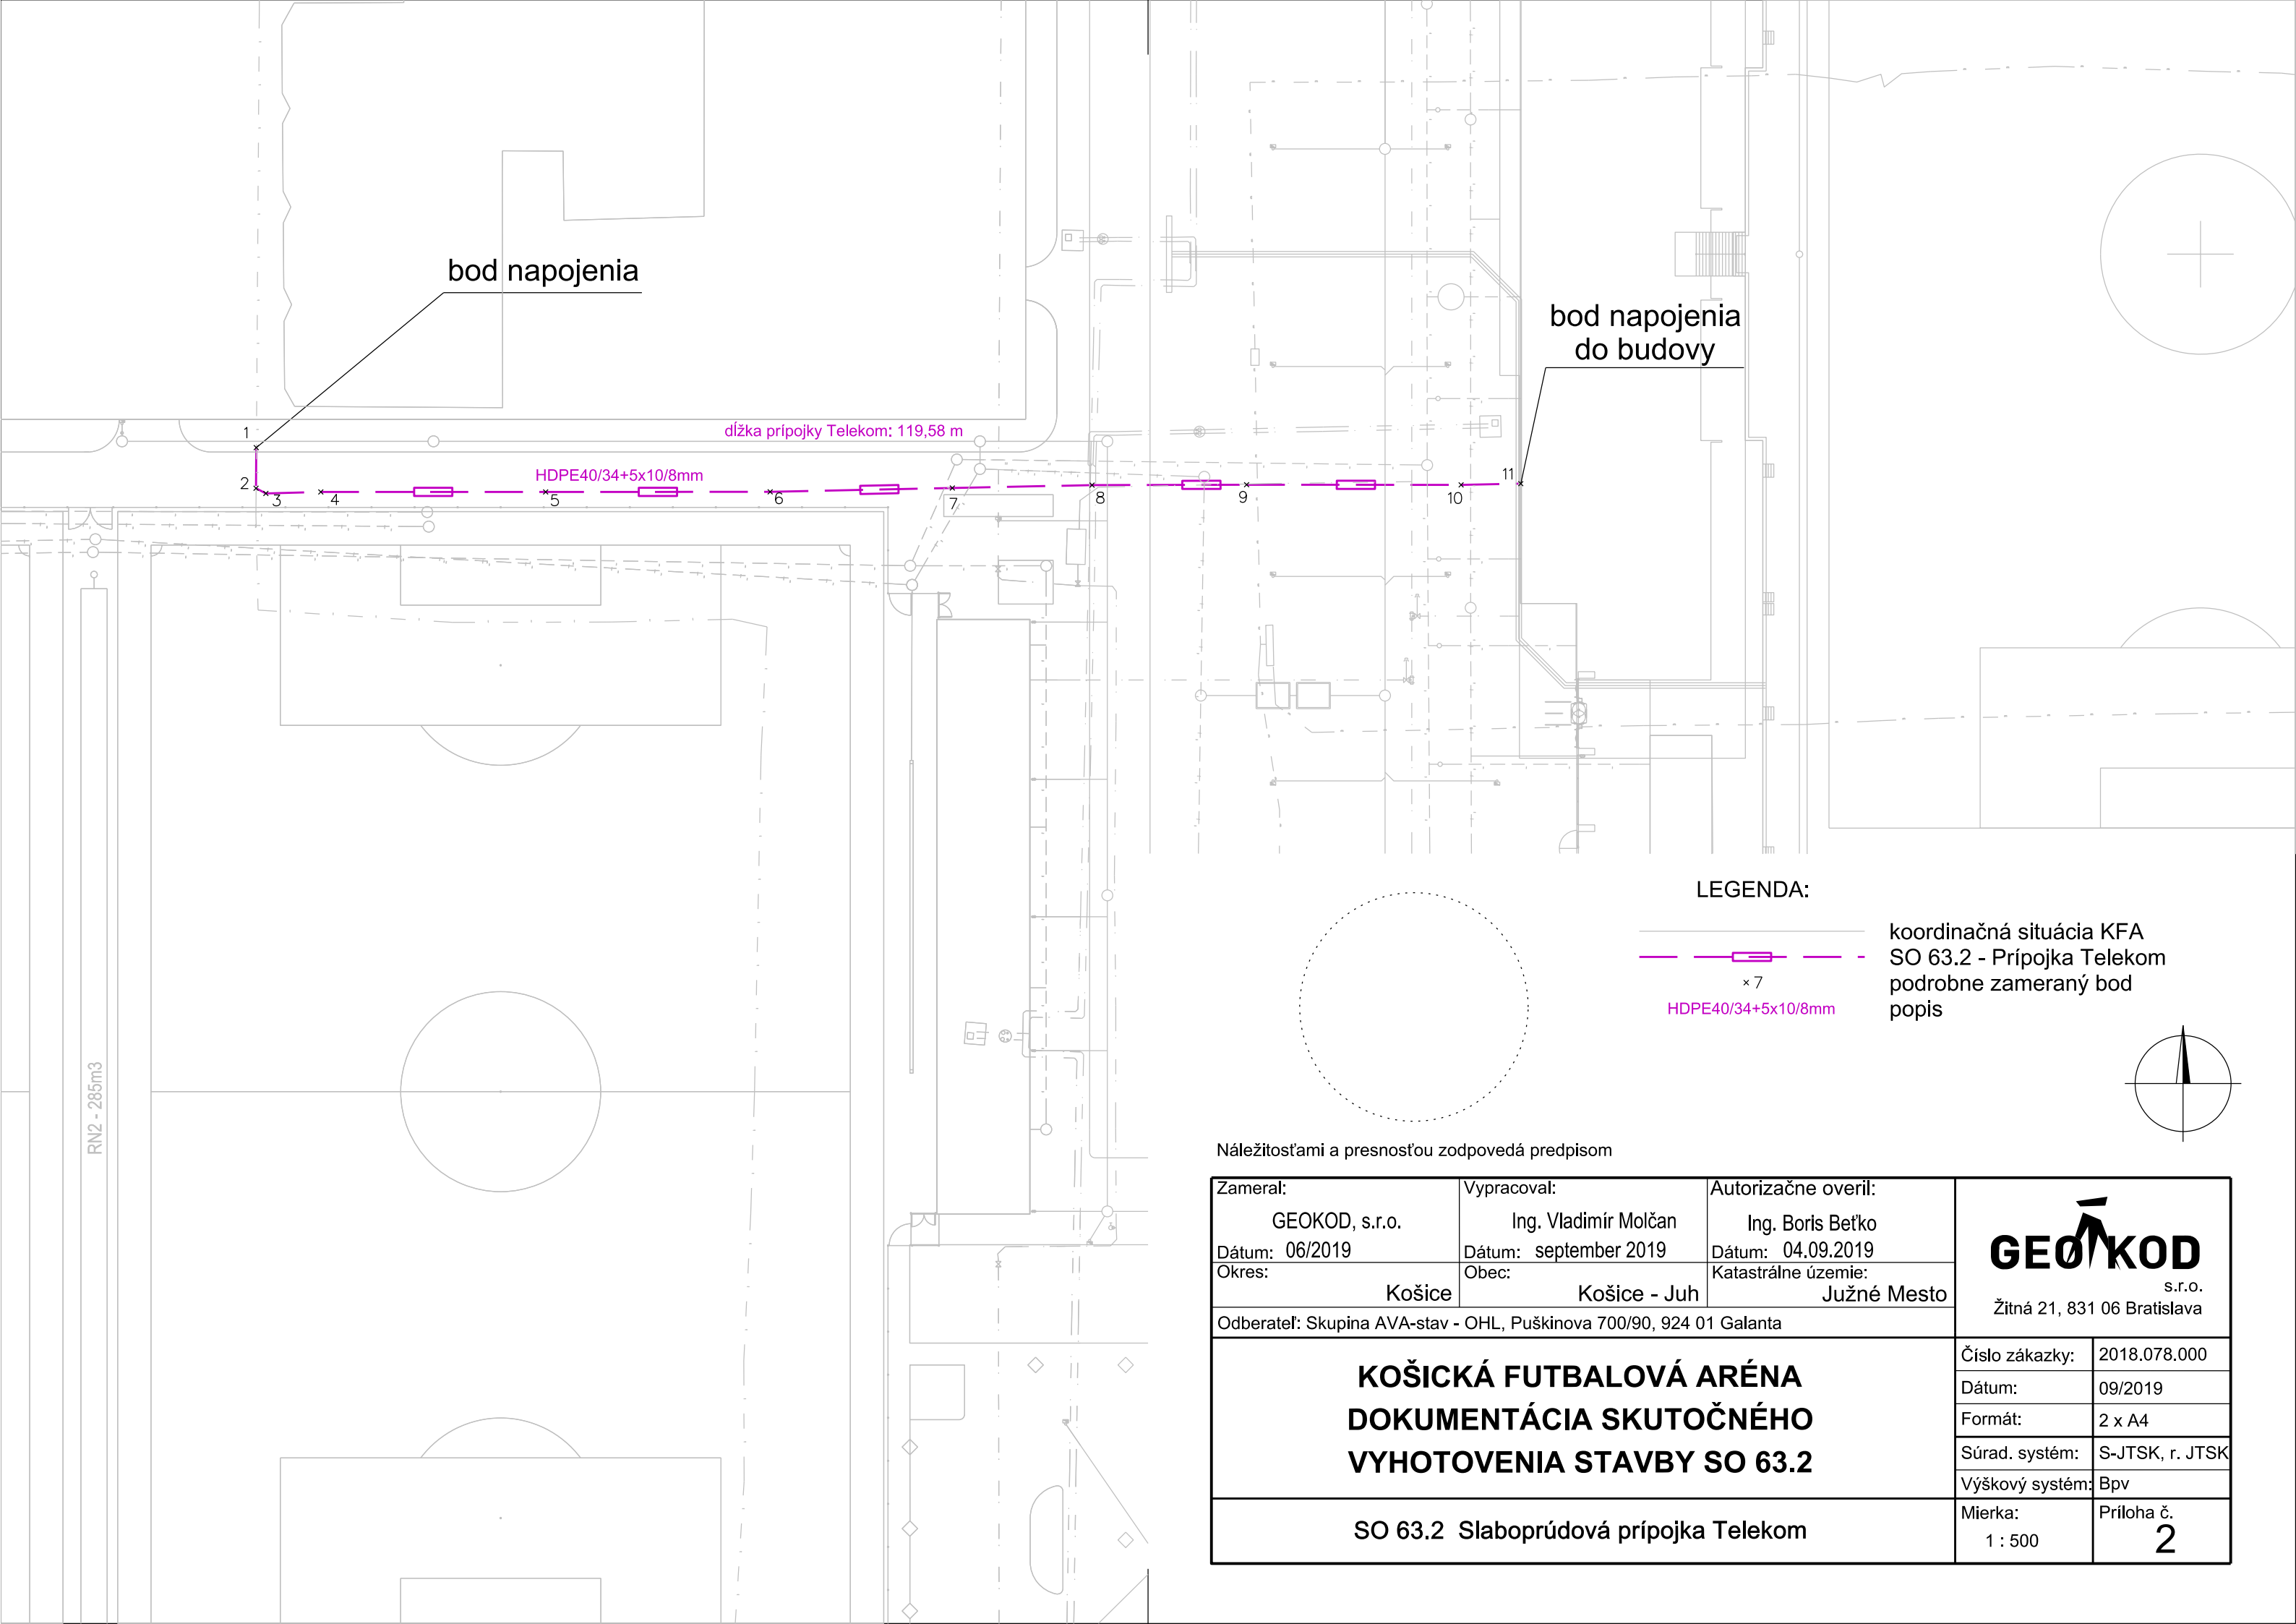 bod napojenia
bod napojenia
do budovy
dĺžka prípojky Telekom: 119,58 m
HDPE40/34+5x10/8mm
1
2
3
4
5
6
7
8
9
10
11
RN2 - 285m3
LEGENDA:
koordinačná situácia KFA
SO 63.2 - Prípojka Telekom
7
podrobne zameraný bod
HDPE40/34+5x10/8mm
popis
Náležitosťami a presnosťou zodpovedá predpisom
Zameral:
GEOKOD, s.r.o.
Dátum: 06/2019
Vypracoval:
Ing. Vladimír Molčan
Dátum: september 2019
Autorizačne overil:
Ing. Boris Beťko
Dátum: 04.09.2019
Okres:
Košice
Obec:
Košice - Juh
Katastrálne územie:
Južné Mesto
Odberateľ: Skupina AVA-stav - OHL, Puškinova 700/90, 924 01 Galanta
GEOKOD
s.r.o.
Žitná 21, 831 06 Bratislava
KOŠICKÁ FUTBALOVÁ ARÉNA
DOKUMENTÁCIA SKUTOČNÉHO
VYHOTOVENIA STAVBY SO 63.2
SO 63.2 Slaboprúdová prípojka Telekom
Číslo zákazky: 2018.078.000
Dátum: 09/2019
Formát: 2 x A4
Súrad. systém: S-JTSK, r. JTSK
Výškový systém: Bpv
Mierka:
1 : 500
Príloha č.
2